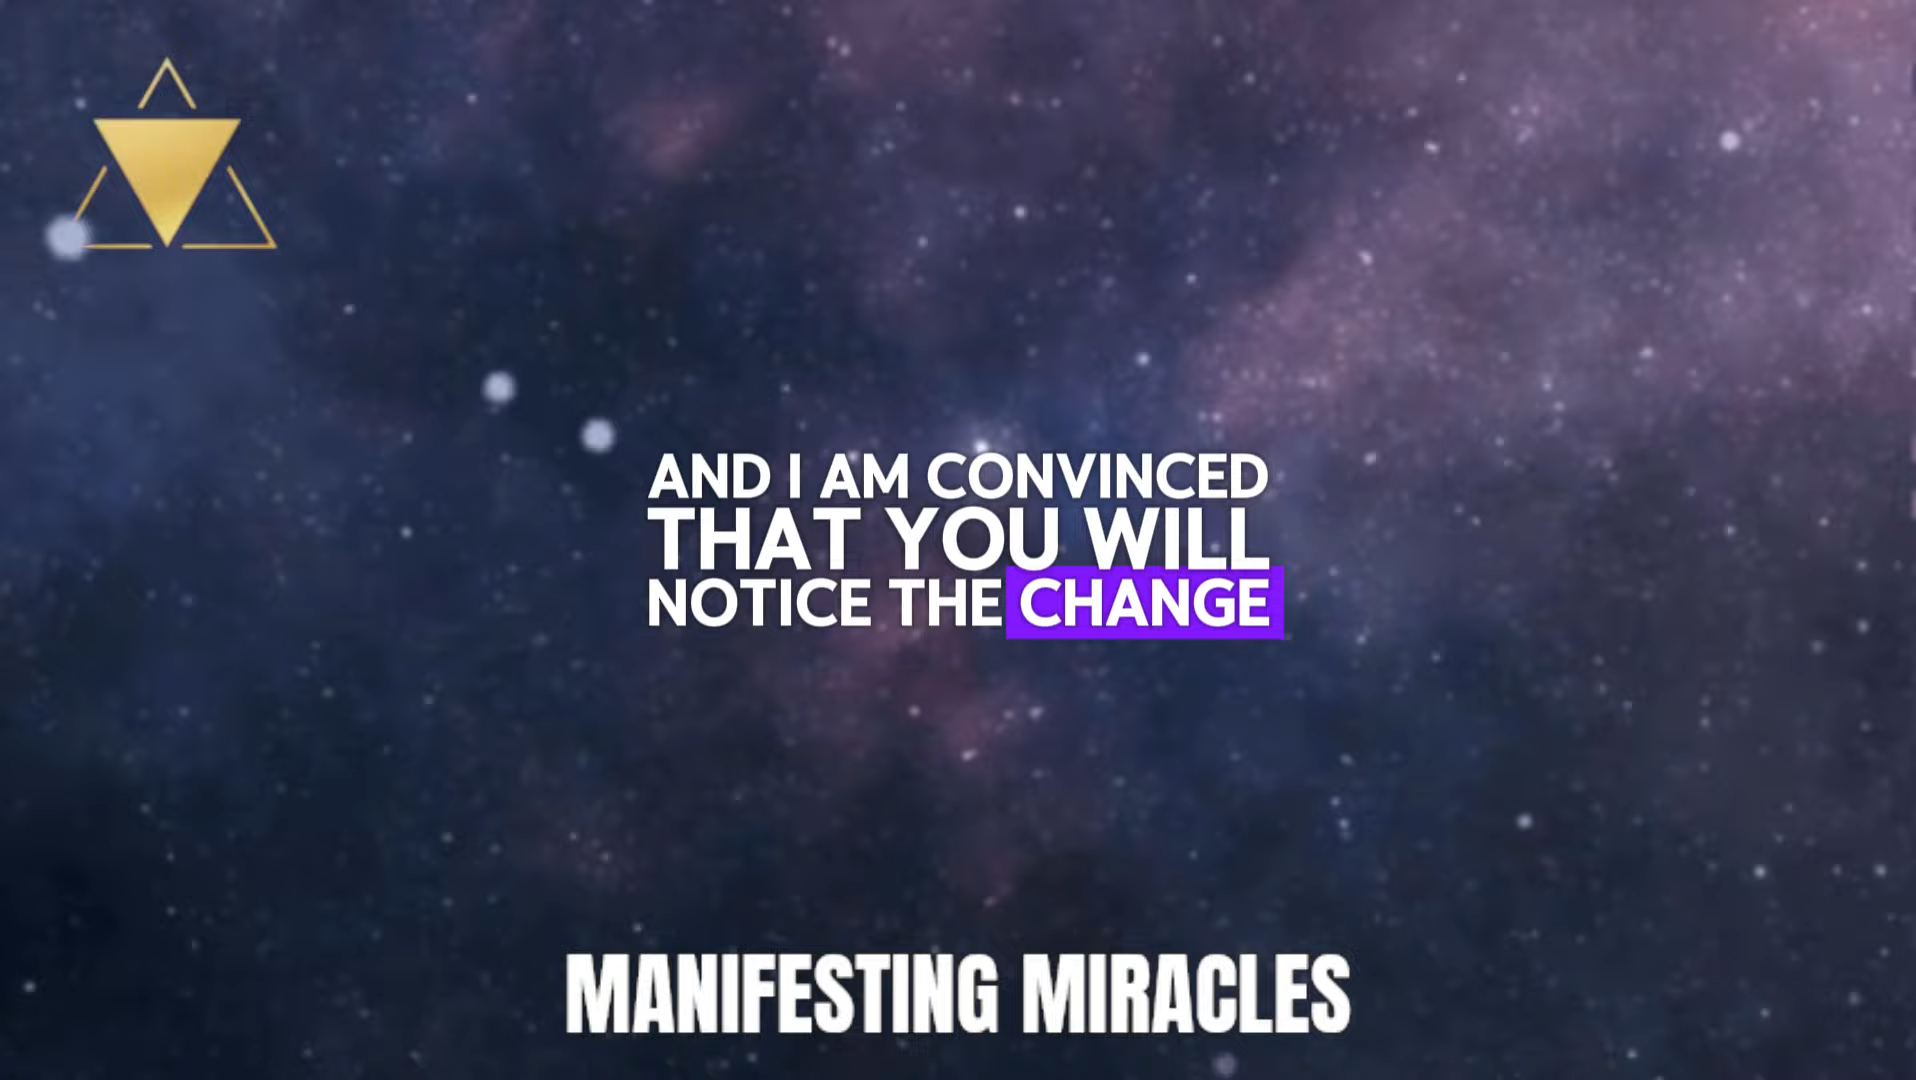 AND I AM CONVINCED
THAT YOU WILL
NOTICE THE CHANGE
MANIFESTING MIRACLES